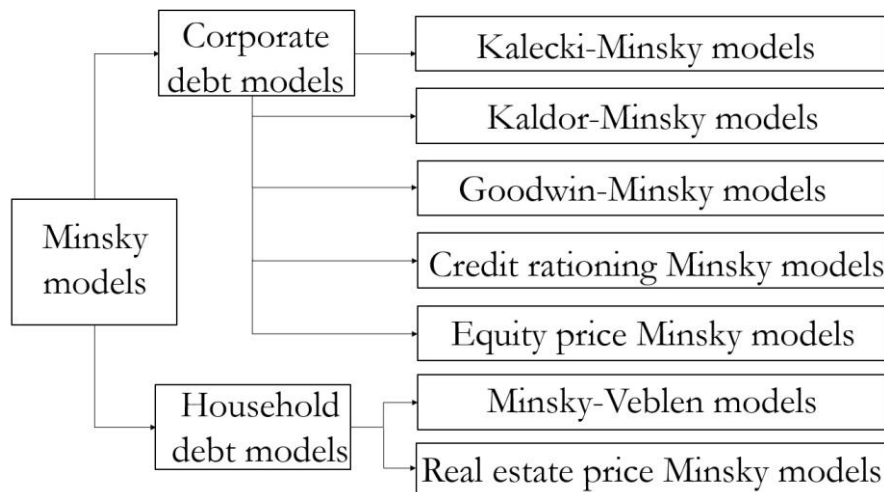 Minsky
models
Corporate
debt models
Kalecki-Minsky models
Kaldor-Minsky models
Goodwin-Minsky models
Credit rationing Minsky models
Equity price Minsky models
Household
debt models
Minsky-Veblen models
Real estate price Minsky models